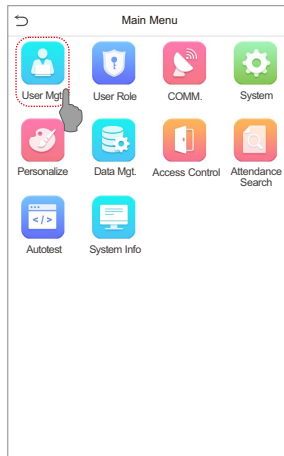 Main Menu
User Mgt.
User Role
COMM.
System
Personalize
Data Mgt.
Access Control
Attendance
Search
</>
Autotest
System Info